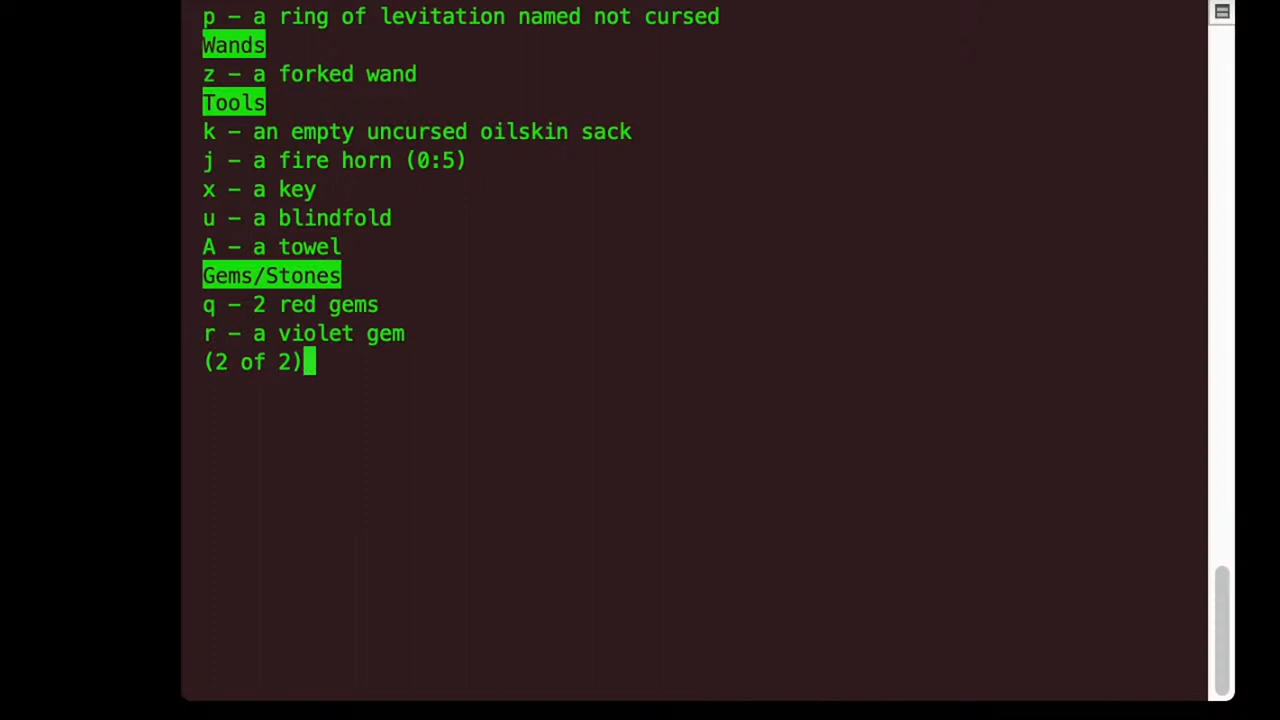 p - a ring of levitation named not cursed
Wands
z - a forked wand
Tools
k - an empty uncursed oilskin sack
j - a fire horn (0:5)
x - a key
u - a blindfold
A - a towel
Gems/Stones
q - 2 red gems
r - a violet gem
(2 of 2)